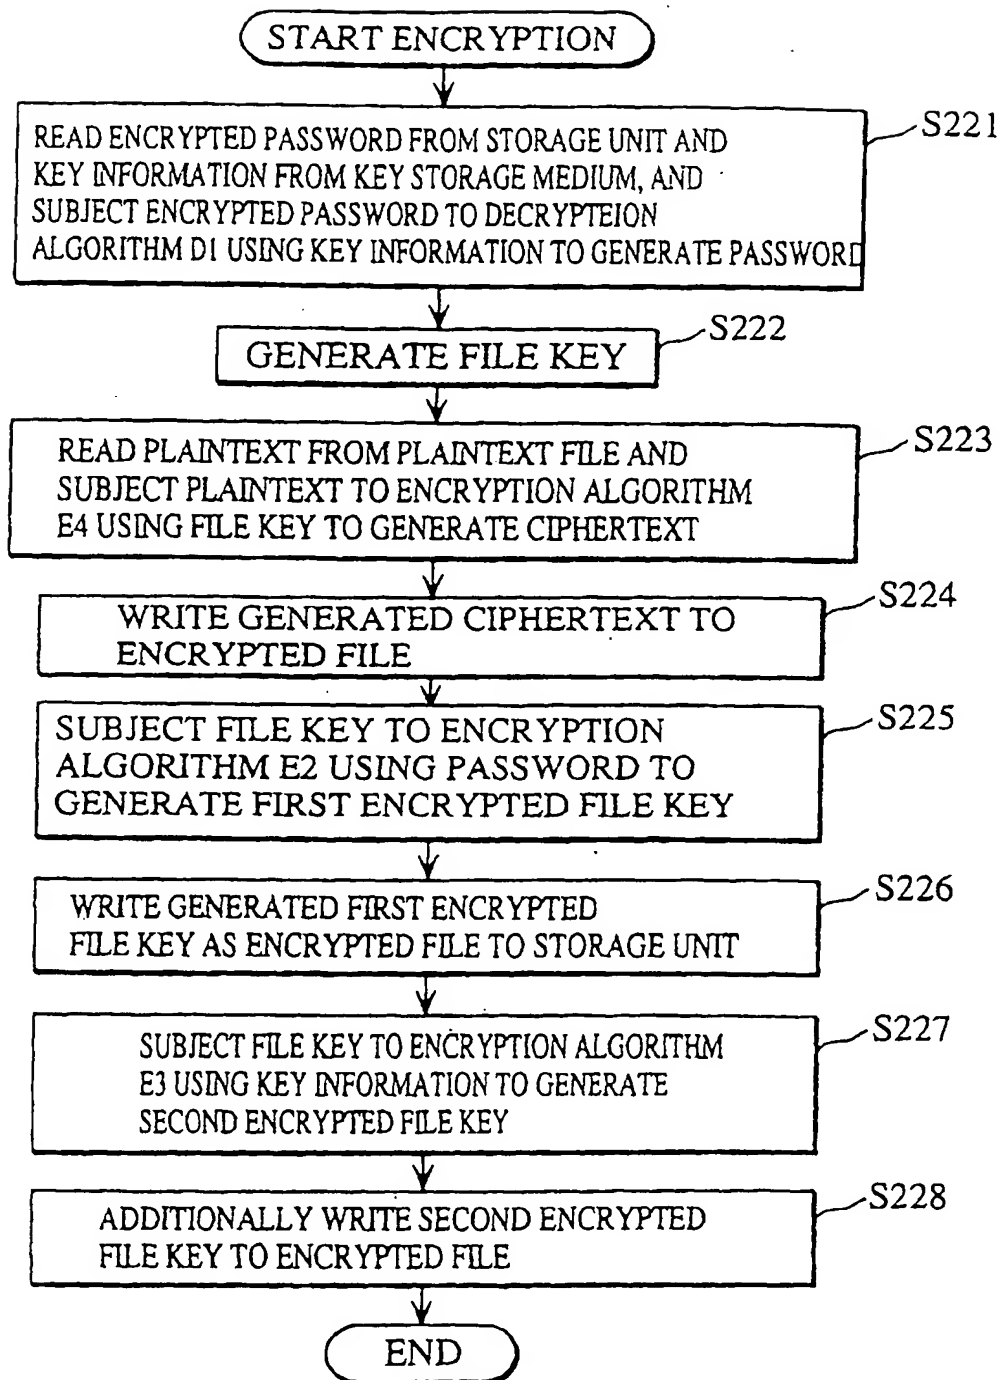 START ENCRYPTION
S221
READ ENCRYPTED PASSWORD FROM STORAGE UNIT AND
KEY INFORMATION FROM KEY STORAGE MEDIUM, AND
SUBJECT ENCRYPTED PASSWORD TO DECRYPTEION
ALGORITHM D1 USING KEY INFORMATION TO GENERATE PASSWORD
S222
GENERATE FILE KEY
S223
READ PLAINTEXT FROM PLAINTEXT FILE AND
SUBJECT PLAINTEXT TO ENCRYPTION ALGORITHM
E4 USING FILE KEY TO GENERATE CIPHERTEXT
S224
WRITE GENERATED CIPHERTEXT TO
ENCRYPTED FILE
S225
SUBJECT FILE KEY TO ENCRYPTION
ALGORITHM E2 USING PASSWORD TO
GENERATE FIRST ENCRYPTED FILE KEY
S226
WRITE GENERATED FIRST ENCRYPTED
FILE KEY AS ENCRYPTED FILE TO STORAGE UNIT
S227
SUBJECT FILE KEY TO ENCRYPTION ALGORITHM
E3 USING KEY INFORMATION TO GENERATE
SECOND ENCRYPTED FILE KEY
S228
ADDITIONALLY WRITE SECOND ENCRYPTED
FILE KEY TO ENCRYPTED FILE
END